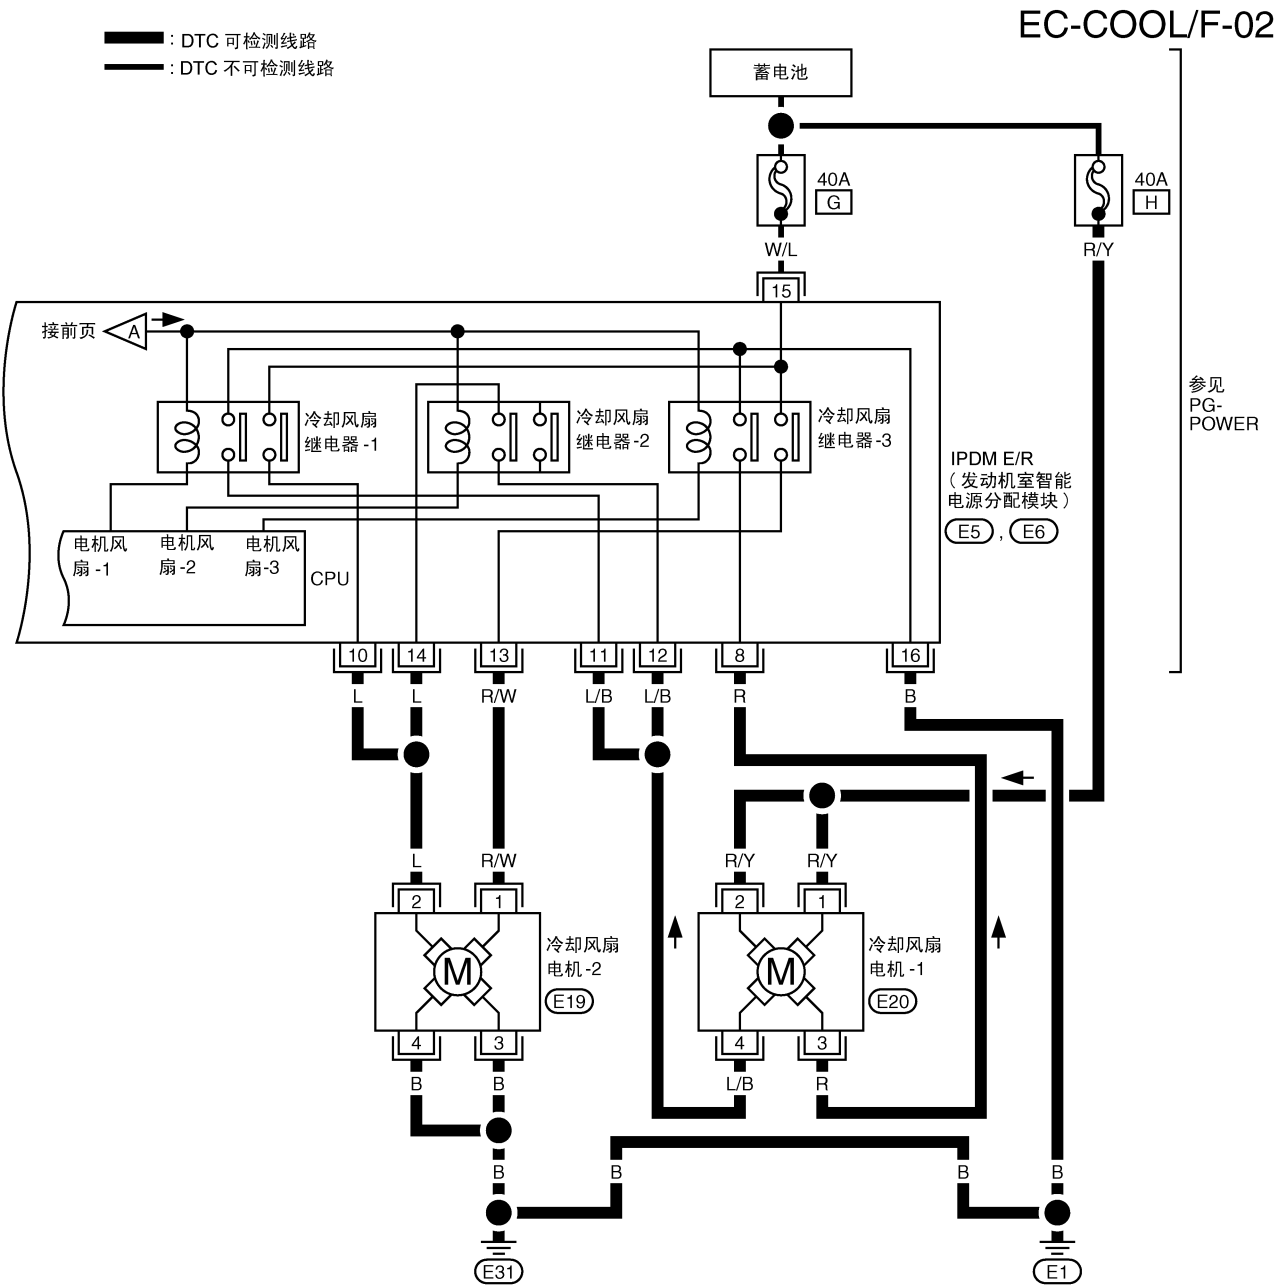 EC-COOL/F-02
: DTC 可检测线路
: DTC 不可检测线路
蓄电池
40A
G
40A
H
W/L
R/Y
15
接前页
A
冷却风扇
继电器-1
冷却风扇
继电器-2
冷却风扇
继电器-3
参见
PG-
POWER
IPDM E/R
（发动机室智能
电源分配模块）
E5 , E6
电机风
扇-1
电机风
扇-2
电机风
扇-3
CPU
10 14 13 11 12 8 16
L L R/W L/B L/B R B
L R/W R/Y R/Y
2 1 2 1
M M
冷却风扇
电机-2
E19
冷却风扇
电机-1
E20
4 3 4 3
B B L/B R
B B B B
E31 E1